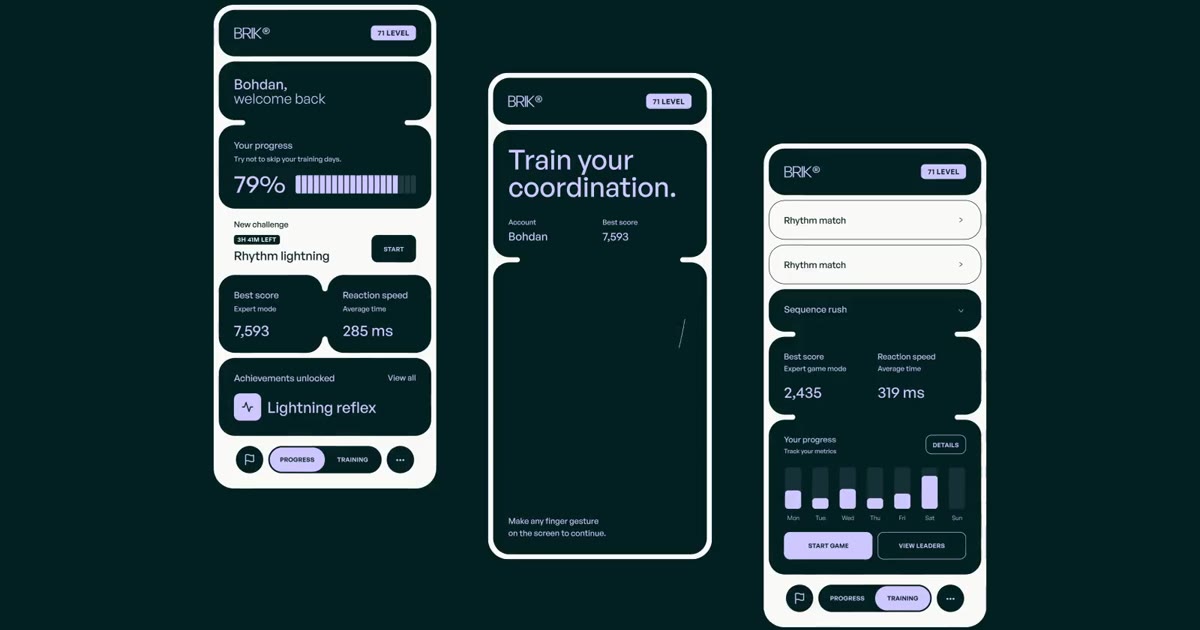 BRIK®
71 LEVEL
Bohdan,
welcome back
Your progress
Try not to skip your training days.
79%
New challenge
3H 41M LEFT
Rhythm lightning
START
Best score
Expert mode
7,593
Reaction speed
Average time
285 ms
Achievements unlocked
View all
Lightning reflex
PROGRESS
TRAINING
BRIK®
71 LEVEL
Train your
coordination.
Account
Bohdan
Best score
7,593
Make any finger gesture
on the screen to continue.
BRIK®
71 LEVEL
Rhythm match
Rhythm match
Sequence rush
Best score
Expert game mode
2,435
Reaction speed
Average time
319 ms
Your progress
Track your metrics
DETAILS
Mon Tue Wed Thu Fri Sat Sun
START GAME
VIEW LEADERS
PROGRESS
TRAINING